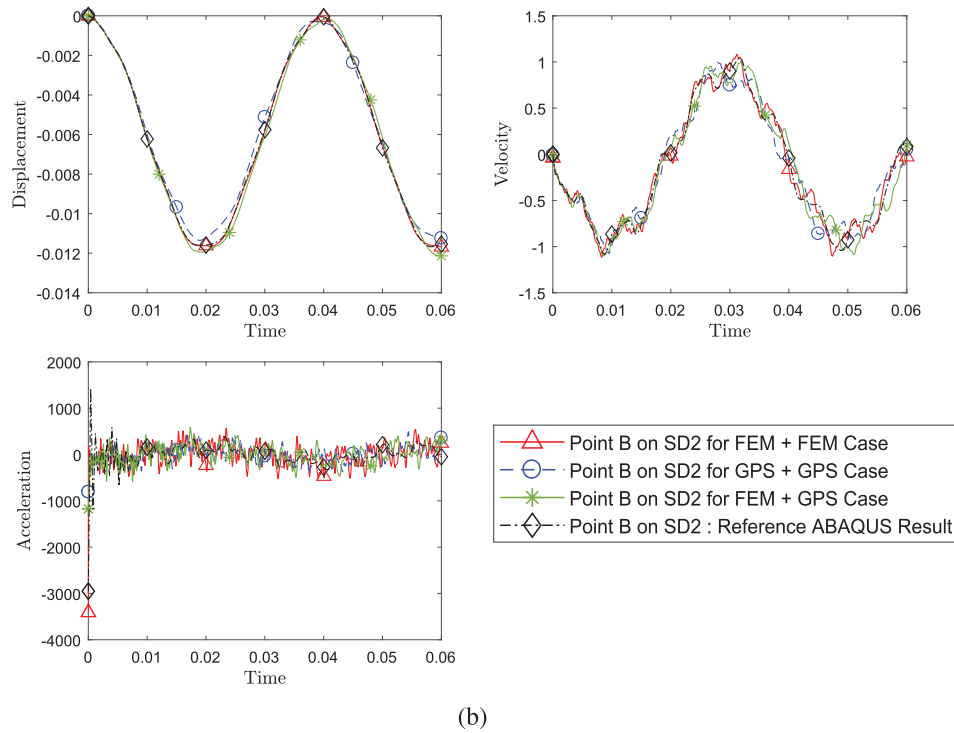 0
-0.002
-0.004
-0.006
-0.008
-0.01
-0.012
-0.014
Displacement
0 0.01 0.02 0.03 0.04 0.05 0.06
Time
1.5
1
0.5
0
-0.5
-1
-1.5
Velocity
0 0.01 0.02 0.03 0.04 0.05 0.06
Time
2000
1000
0
-1000
-2000
-3000
-4000
Acceleration
0 0.01 0.02 0.03 0.04 0.05 0.06
Time
Point B on SD2 for FEM + FEM Case
Point B on SD2 for GPS + GPS Case
Point B on SD2 for FEM + GPS Case
Point B on SD2 : Reference ABAQUS Result
(b)